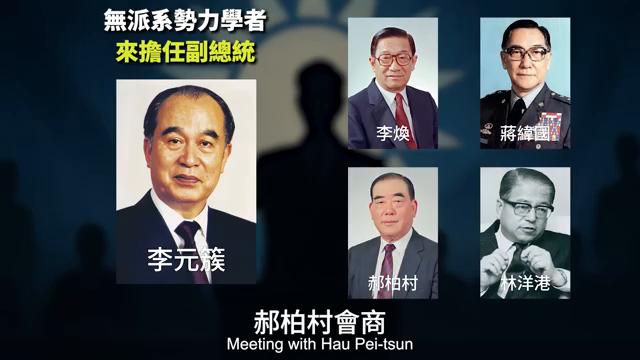 無派系勢力學者
來擔任副總統
李元簇
李煥
蔣緯國
郝柏村
林洋港
郝柏村會商
Meeting with Hau Pei-tsun